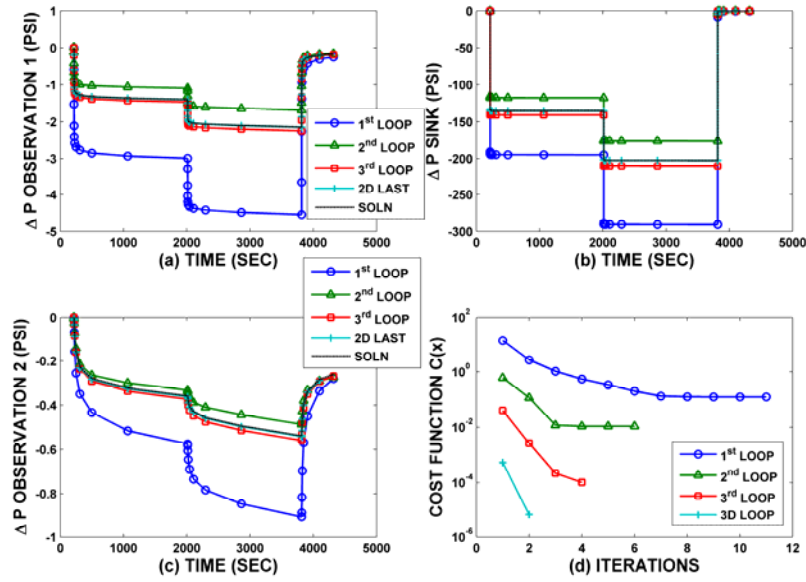 0
-1
-2
-3
-4
-5
Δ P OBSERVATION 1 (PSI)
0 1000 2000 3000 4000 5000
(a) TIME (SEC)
1st LOOP
2nd LOOP
3rd LOOP
2D LAST
SOLN
0
-50
-100
-150
-200
-250
-300
Δ P SINK (PSI)
0 1000 2000 3000 4000 5000
(b) TIME (SEC)
1st LOOP
2nd LOOP
3rd LOOP
2D LAST
SOLN
0
-0.2
-0.4
-0.6
-0.8
-1
Δ P OBSERVATION 2 (PSI)
0 1000 2000 3000 4000 5000
(c) TIME (SEC)
10^2
10^0
10^-2
10^-4
10^-6
COST FUNCTION C(x)
1st LOOP
2nd LOOP
3rd LOOP
3D LOOP
0 2 4 6 8 10 12
(d) ITERATIONS